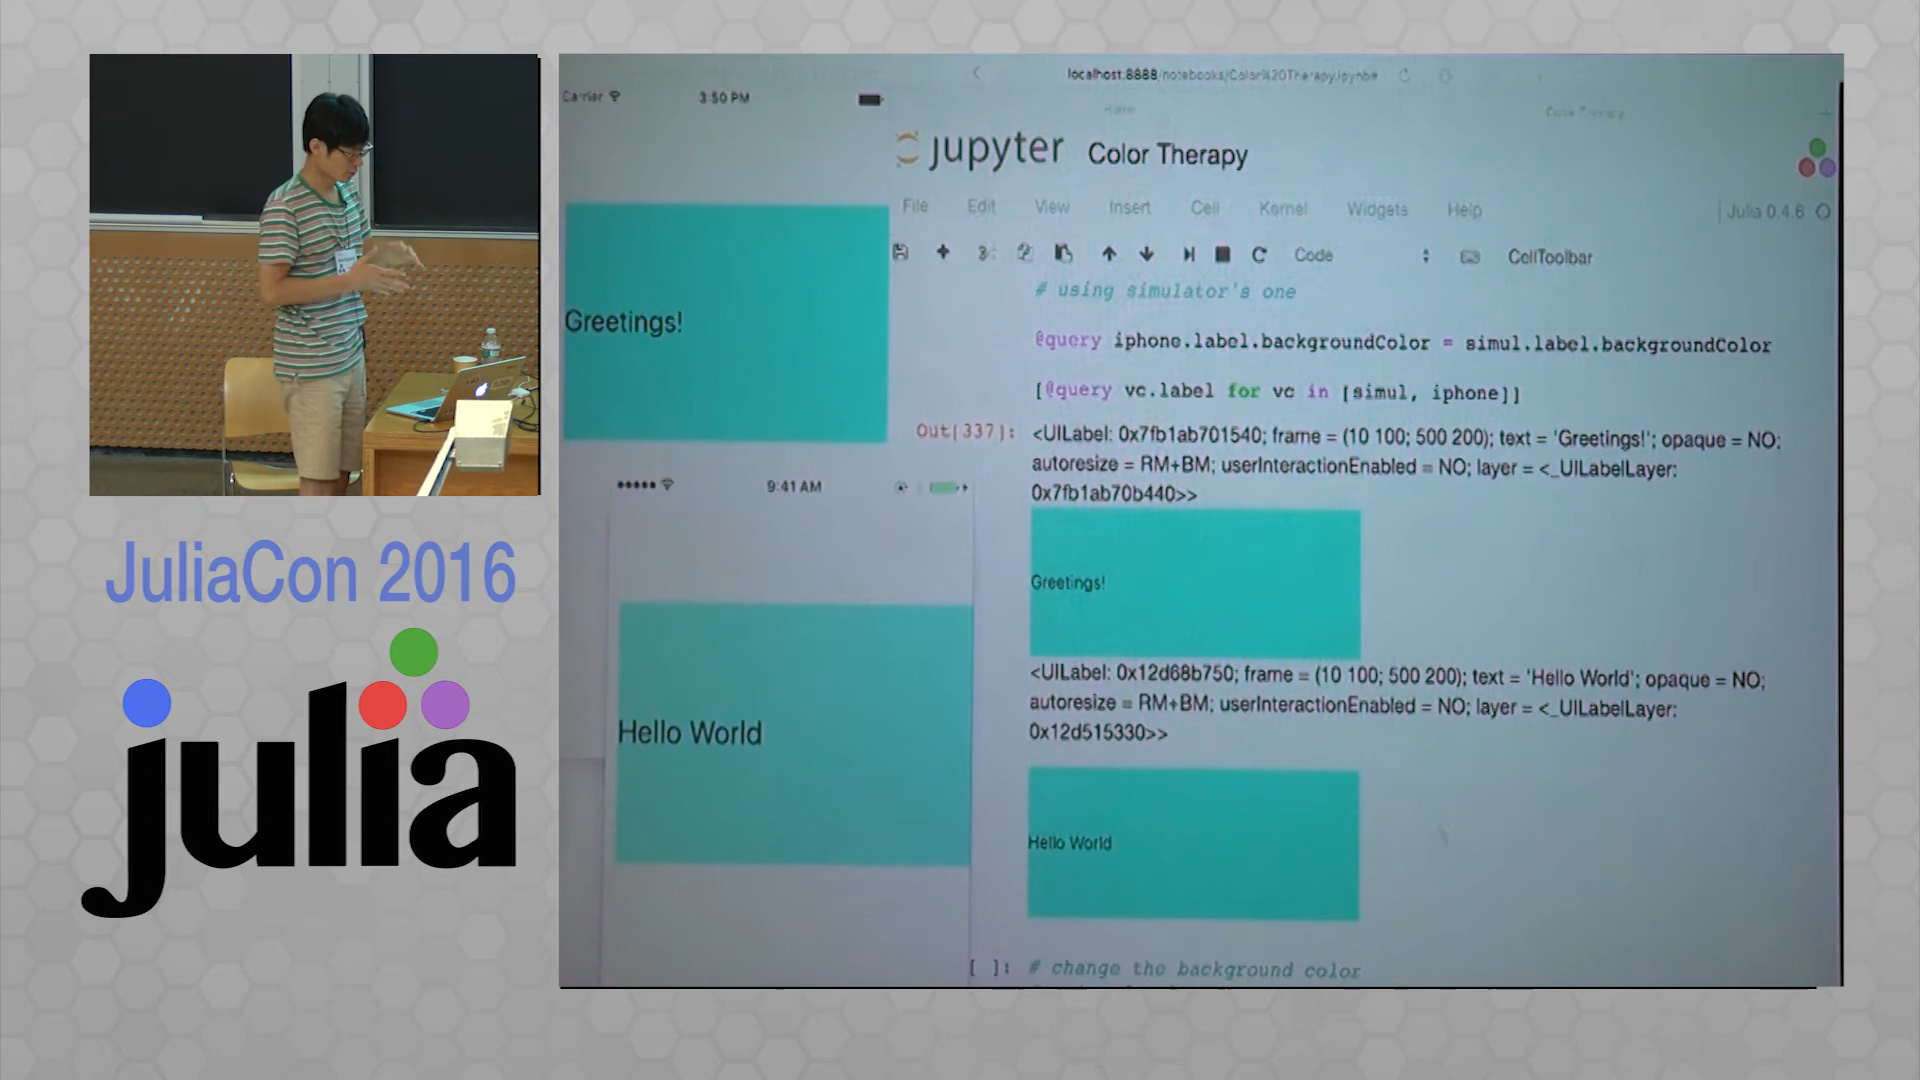 JuliaCon 2016
julia
Carrier 3:50 PM
Greetings!
9:41 AM
Hello World
localhost:8888/notebooks/Color%20Therapy.ipynb#
jupyter Color Therapy
File Edit View Insert Cell Kernel Widgets Help
Julia 0.4.6
Code CellToolbar
# using simulator's one
@query iphone.label.backgroundColor = simul.label.backgroundColor
[@query vc.label for vc in [simul, iphone]]
Out[337]: <UILabel: 0x7fb1ab701540; frame = (10 100; 500 200); text = 'Greetings!'; opaque = NO;
autoresize = RM+BM; userInteractionEnabled = NO; layer = <_UILabelLayer:
0x7fb1ab70b440>>
Greetings!
<UILabel: 0x12d68b750; frame = (10 100; 500 200); text = 'Hello World'; opaque = NO;
autoresize = RM+BM; userInteractionEnabled = NO; layer = <_UILabelLayer:
0x12d515330>>
Hello World
[ ]: # change the background color